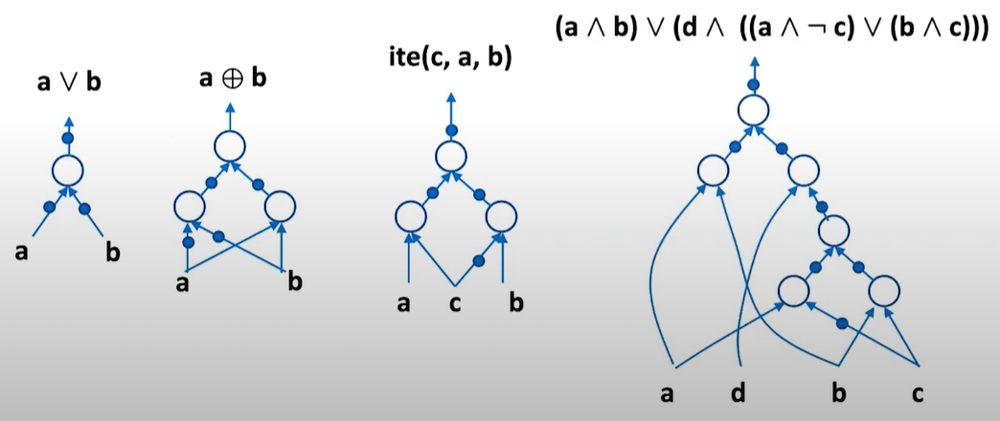 a ∨ b
a ⊕ b
ite(c, a, b)
(a ∧ b) ∨ (d ∧ ((a ∧ ¬ c) ∨ (b ∧ c)))
a
b
a
b
a
c
b
a
d
b
c